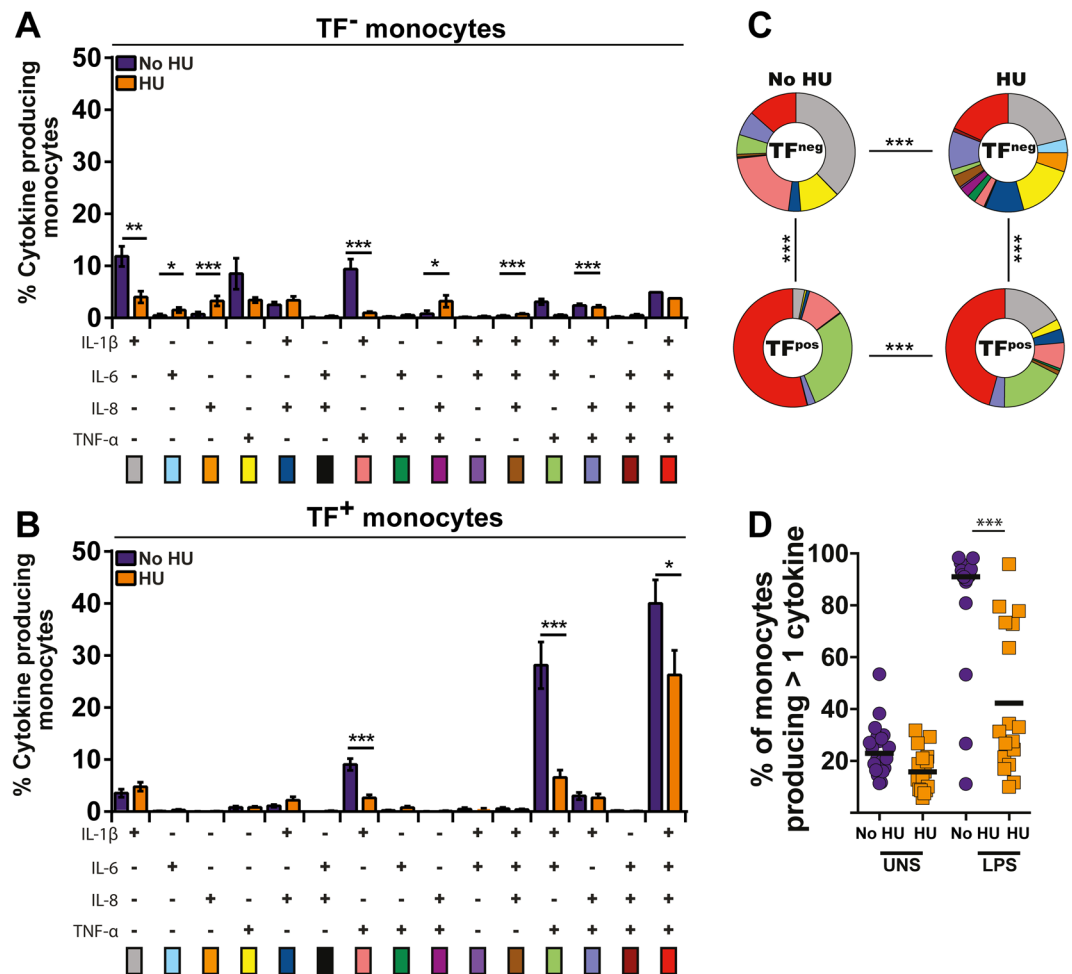 A
TF- monocytes
% Cytokine producing
monocytes
50
40
30
20
10
0
No HU
HU
** * *** *** * *** ***
IL-1β + - - - + - + - - + + + + - +
IL-6 - + - - - + - + - + + + - + +
IL-8 - - + - + + - - + - + - + + +
TNF-α - - - + - - + + + - - + + + +
B
TF+ monocytes
% Cytokine producing
monocytes
50
40
30
20
10
0
No HU
HU
*** *** *
IL-1β + - - - + - + - - + + + + - +
IL-6 - + - - - + - + - + + + - + +
IL-8 - - + - + + - - + - + - + + +
TNF-α - - - + - - + + + - - + + + +
C
No HU HU
TFneg *** TFneg
*** ***
TFpos *** TFpos
D
% of monocytes
producing > 1 cytokine
100
80
60
40
20
***
No HU HU No HU HU
UNS LPS